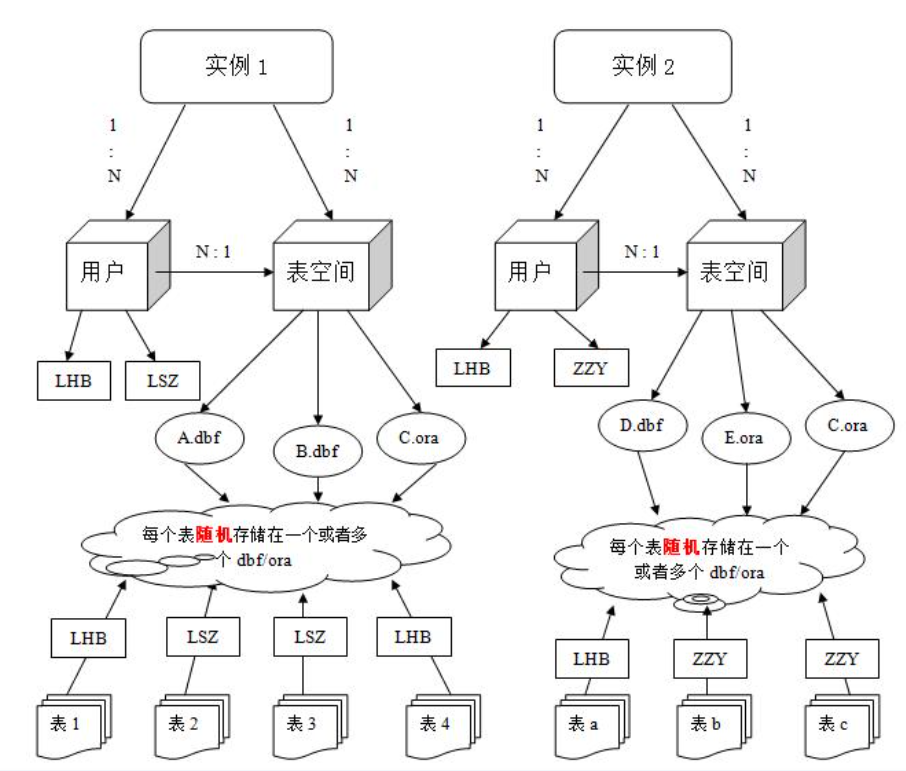 实例 1
实例 2
1
:
N
1
:
N
1
:
N
1
:
N
用户
N : 1
表空间
用户
N : 1
表空间
LHB
LSZ
LHB
ZZY
A.dbf
B.dbf
C.ora
D.dbf
E.ora
C.ora
每个表随机存储在一个或者多
个 dbf/ora
每个表随机存储在一个
或者多个 dbf/ora
LHB
LSZ
LSZ
LHB
LHB
ZZY
ZZY
表 1
表 2
表 3
表 4
表 a
表 b
表 c